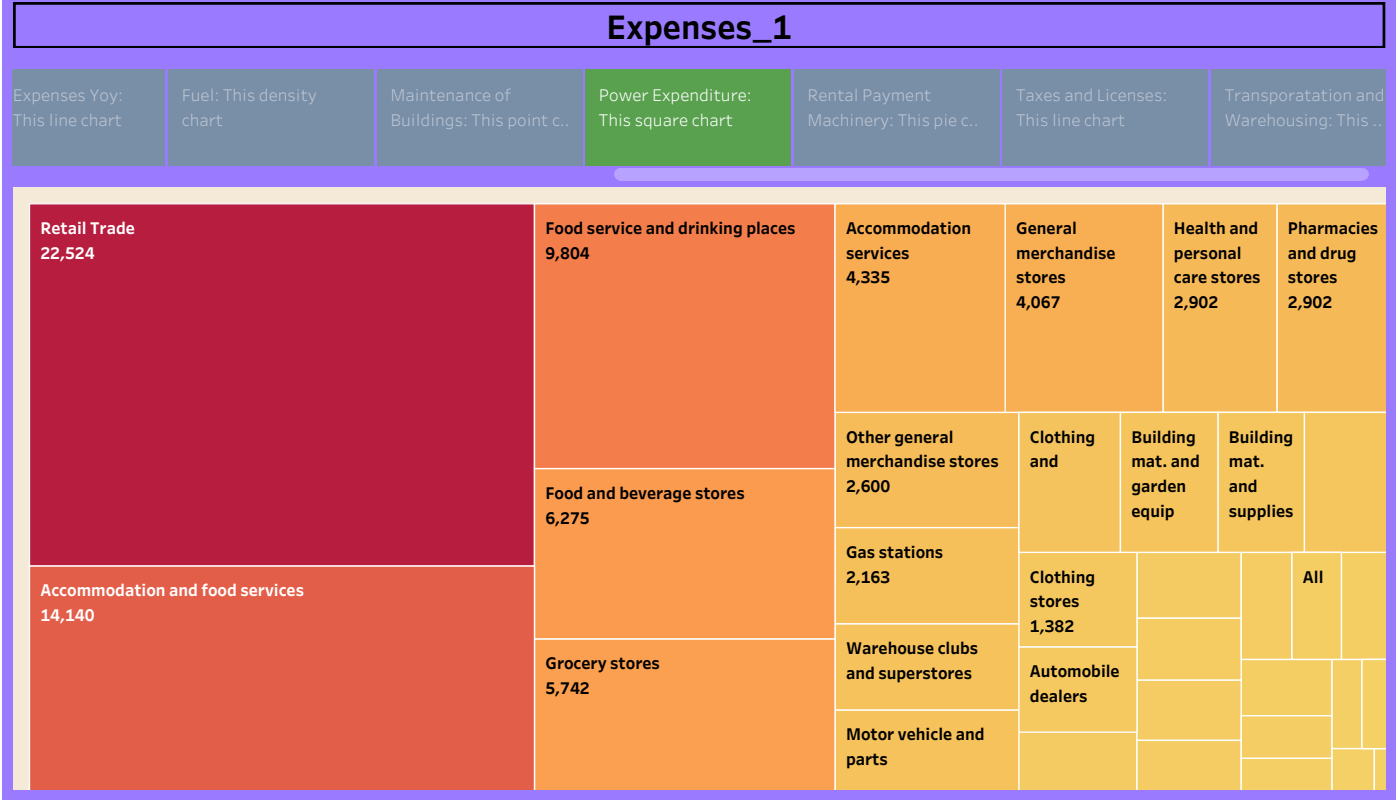 Expenses_1
Expenses Yoy:
This line chart
Fuel: This density
chart
Maintenance of
Buildings: This point c..
Power Expenditure:
This square chart
Rental Payment
Machinery: This pie c..
Taxes and Licenses:
This line chart
Transporatation and
Warehousing: This ..
Retail Trade
22,524
Accommodation and food services
14,140
Food service and drinking places
9,804
Food and beverage stores
6,275
Grocery stores
5,742
Accommodation
services
4,335
General
merchandise
stores
4,067
Health and
personal
care stores
2,902
Pharmacies
and drug
stores
2,902
Other general
merchandise stores
2,600
Gas stations
2,163
Warehouse clubs
and superstores
Motor vehicle and
parts
Clothing
and
Building
mat. and
garden
equip
Building
mat.
and
supplies
Clothing
stores
1,382
Automobile
dealers
All